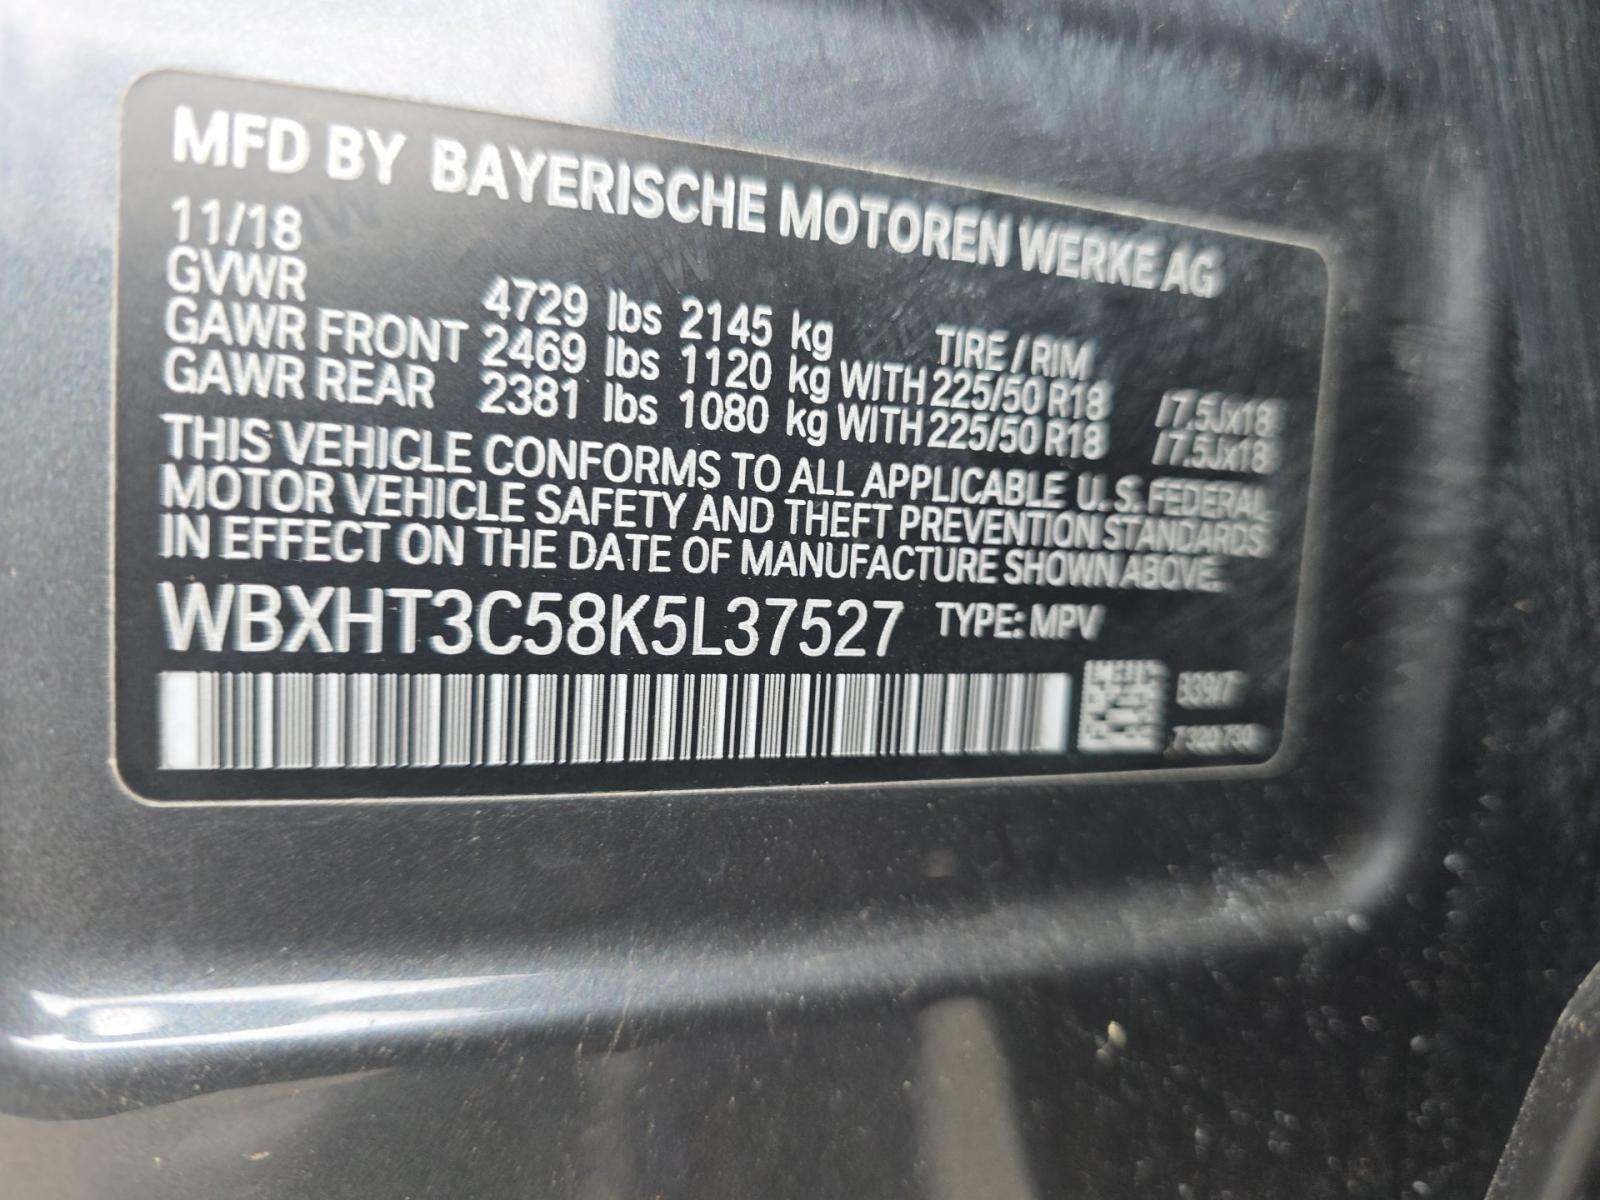 MFD BY BAYERISCHE MOTOREN WERKE AG
11/18
GVWR 4729 lbs 2145 kg TIRE / RIM
GAWR FRONT 2469 lbs 1120 kg WITH 225/50 R18 / 7.5Jx18
GAWR REAR 2381 lbs 1080 kg WITH 225/50 R18 / 7.5Jx18
THIS VEHICLE CONFORMS TO ALL APPLICABLE U.S. FEDERAL
MOTOR VEHICLE SAFETY AND THEFT PREVENTION STANDARDS
IN EFFECT ON THE DATE OF MANUFACTURE SHOWN ABOVE.
WBXHT3C58K5L37527 TYPE: MPV